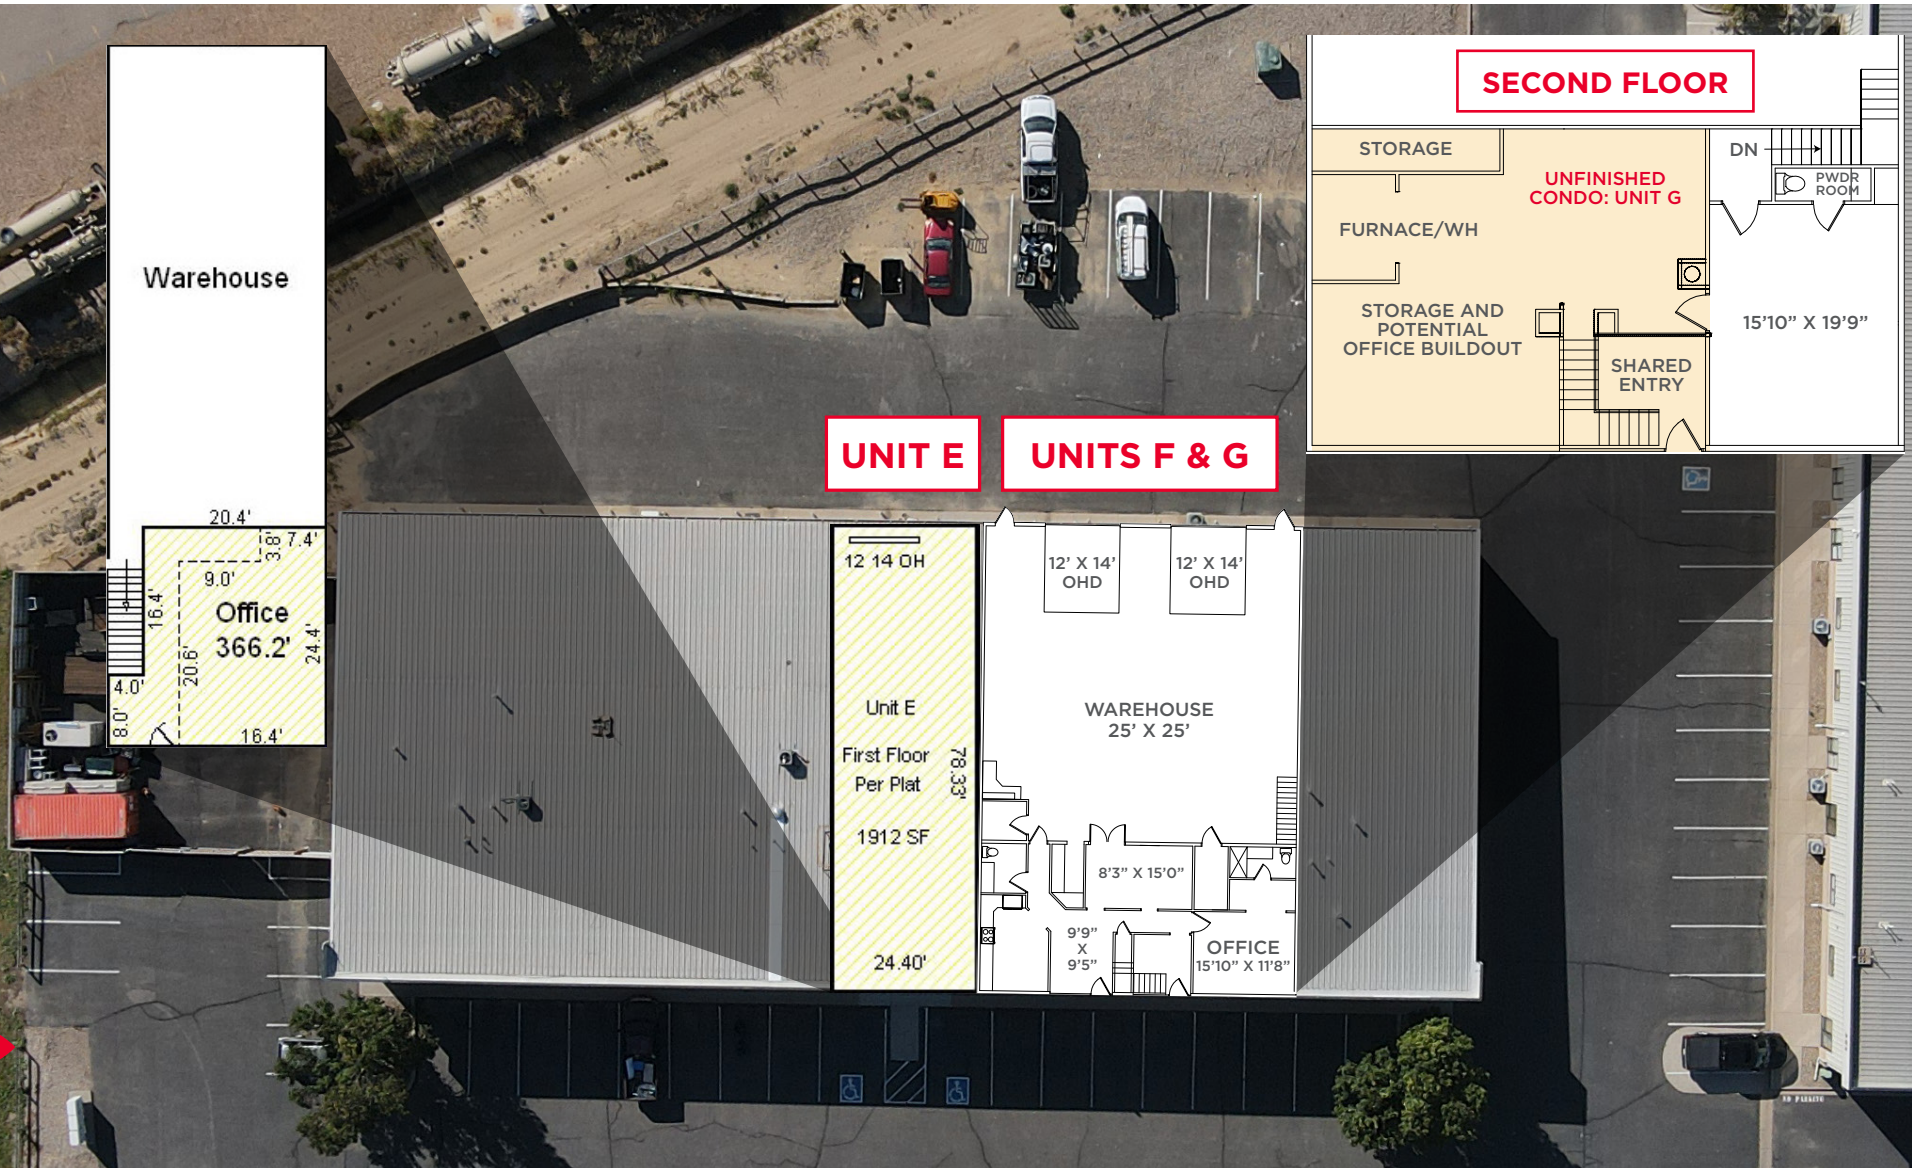 Warehouse
20.4'
3.8'
7.4'
9.0'
16.4'
Office
366.2'
24.4'
20.6'
4.0'
8.0'
16.4'
UNIT E
UNITS F & G
12 14 OH
Unit E
First Floor
Per Plat
78.33'
1912 SF
24.40'
12' X 14'
OHD
12' X 14'
OHD
WAREHOUSE
25' X 25'
8'3" X 15'0"
9'9"
X
9'5"
OFFICE
15'10" X 11'8"
SECOND FLOOR
STORAGE
UNFINISHED
CONDO: UNIT G
DN
PWDR
ROOM
FURNACE/WH
STORAGE AND
POTENTIAL
OFFICE BUILDOUT
SHARED
ENTRY
15'10" X 19'9"
NO PARKING